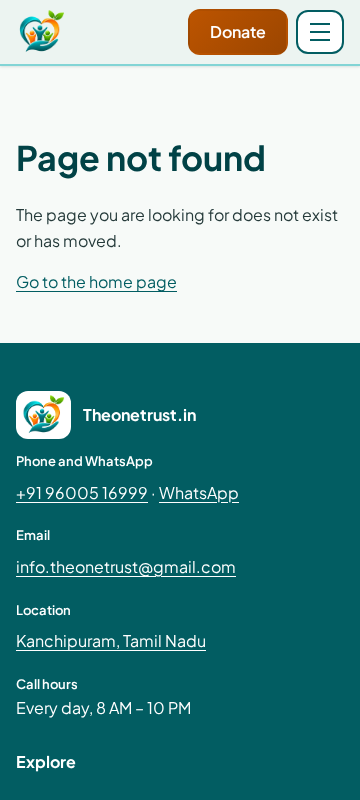 Donate
Page not found
The page you are looking for does not exist
or has moved.
Go to the home page
Theonetrust.in
Phone and WhatsApp
+91 96005 16999 · WhatsApp
Email
info.theonetrust@gmail.com
Location
Kanchipuram, Tamil Nadu
Call hours
Every day, 8 AM – 10 PM
Explore